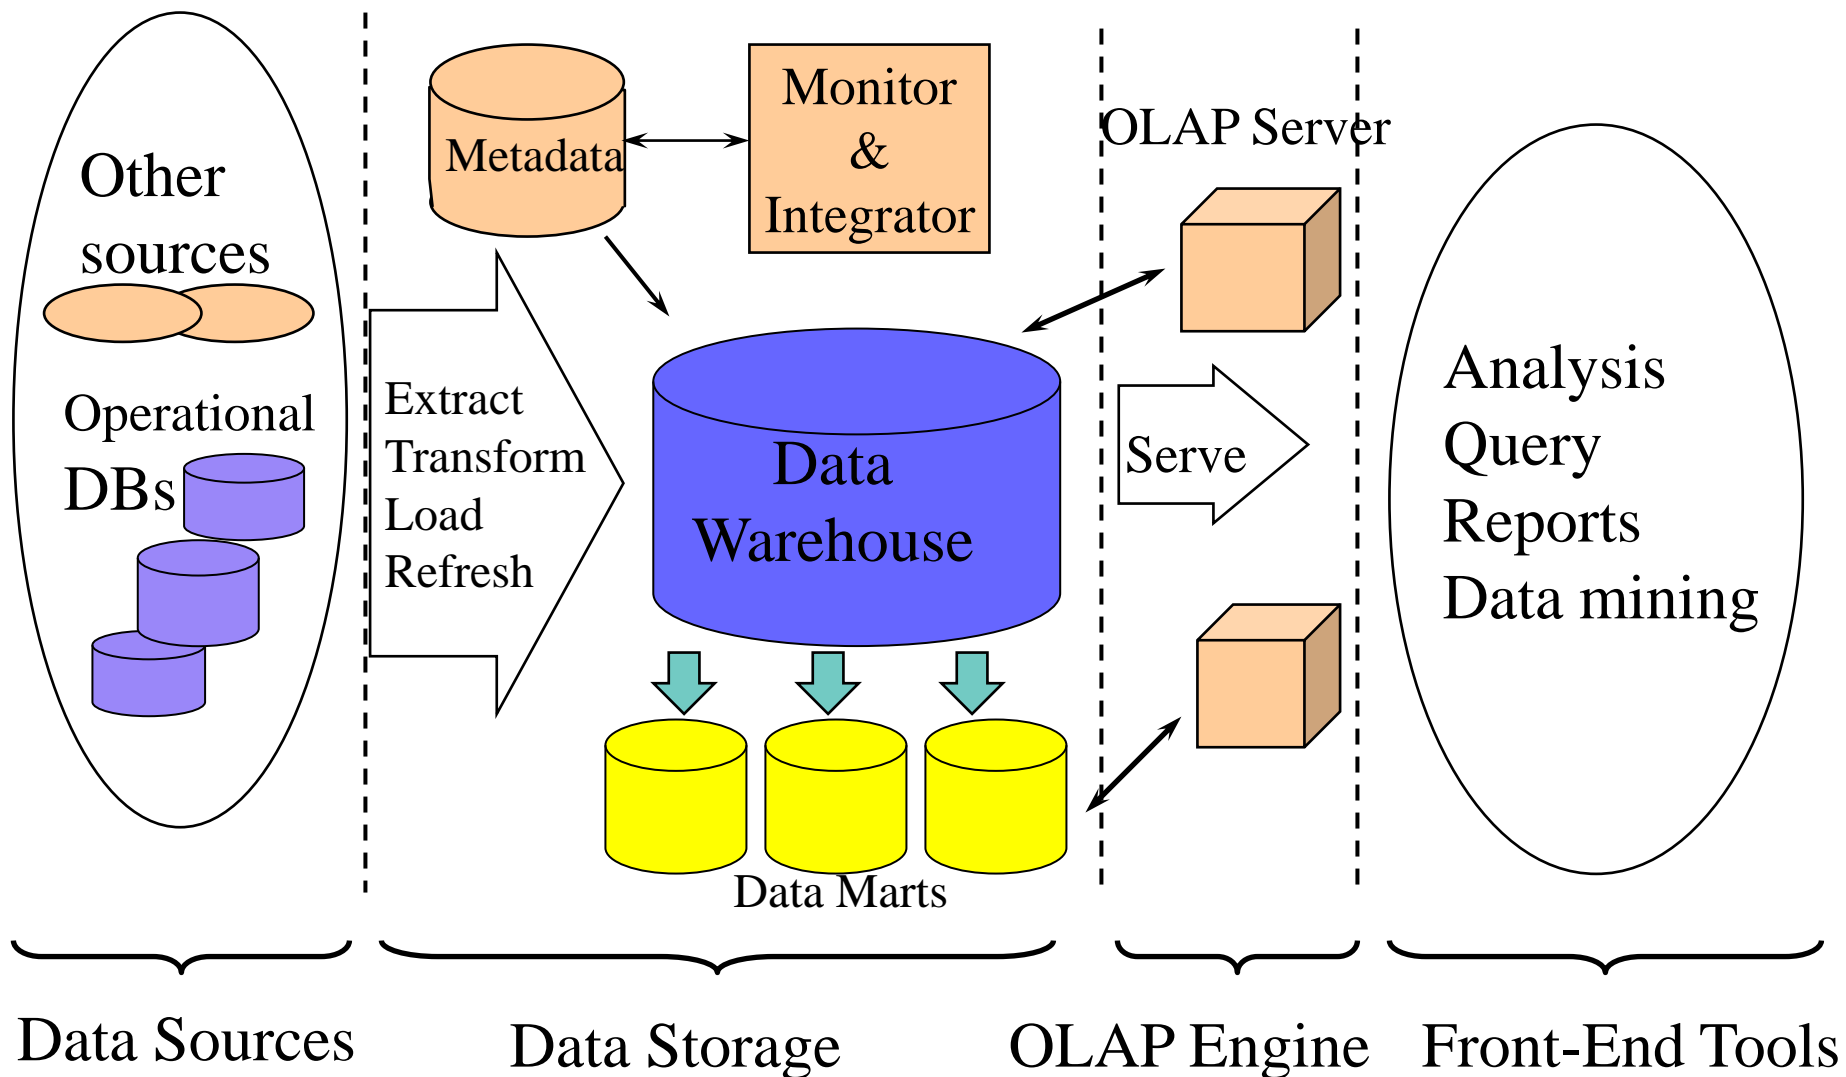 Other
sources
Operational
DBs
Metadata
Monitor
&
Integrator
Extract
Transform
Load
Refresh
Data
Warehouse
Data Marts
OLAP Server
Serve
Analysis
Query
Reports
Data mining
Data Sources
Data Storage
OLAP Engine
Front-End Tools